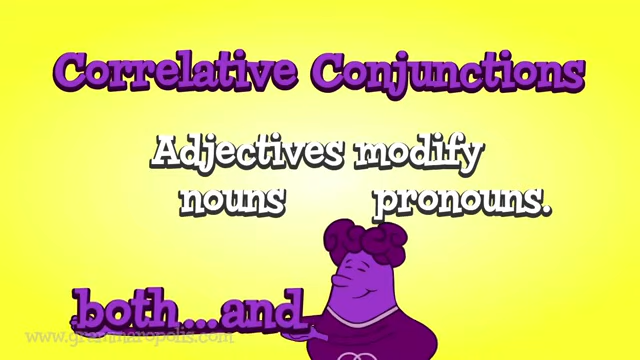 Correlative Conjunctions
Adjectives modify
nouns pronouns.
both...and
www.grammaropolis.com